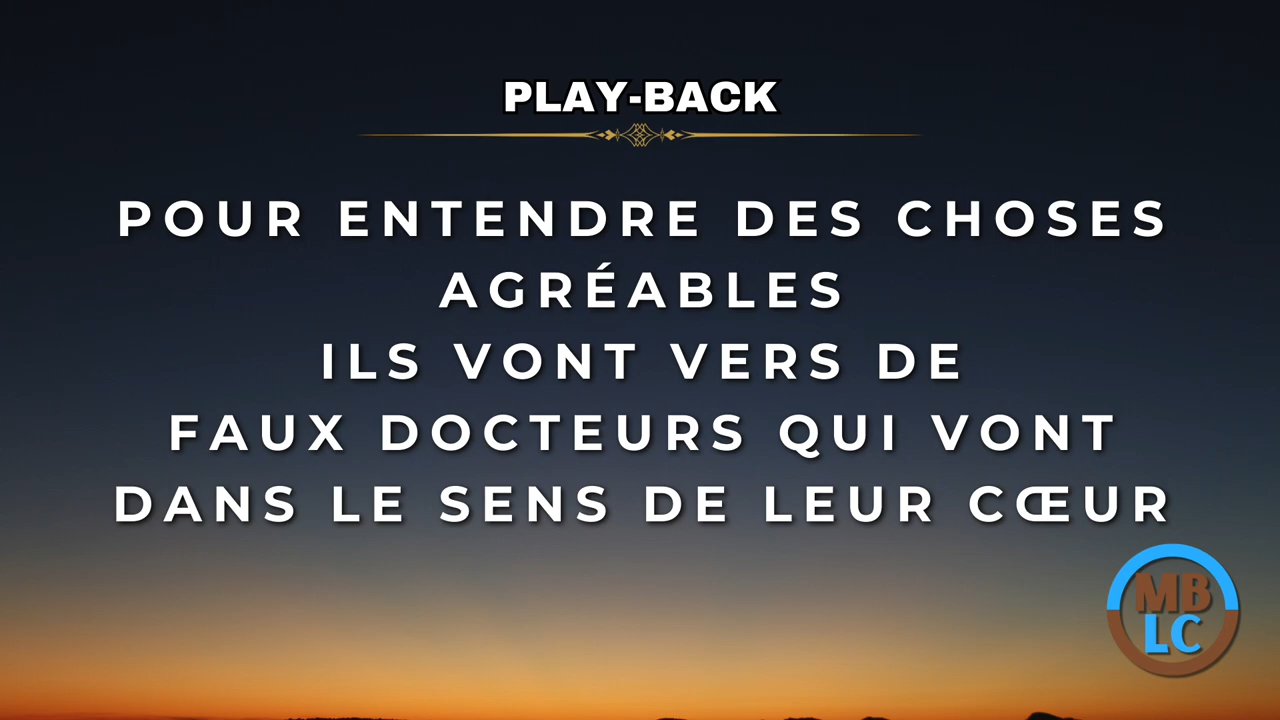 PLAY-BACK
POUR ENTENDRE DES CHOSES
AGRÉABLES
ILS VONT VERS DE
FAUX DOCTEURS QUI VONT
DANS LE SENS DE LEUR CŒUR
MB
LC